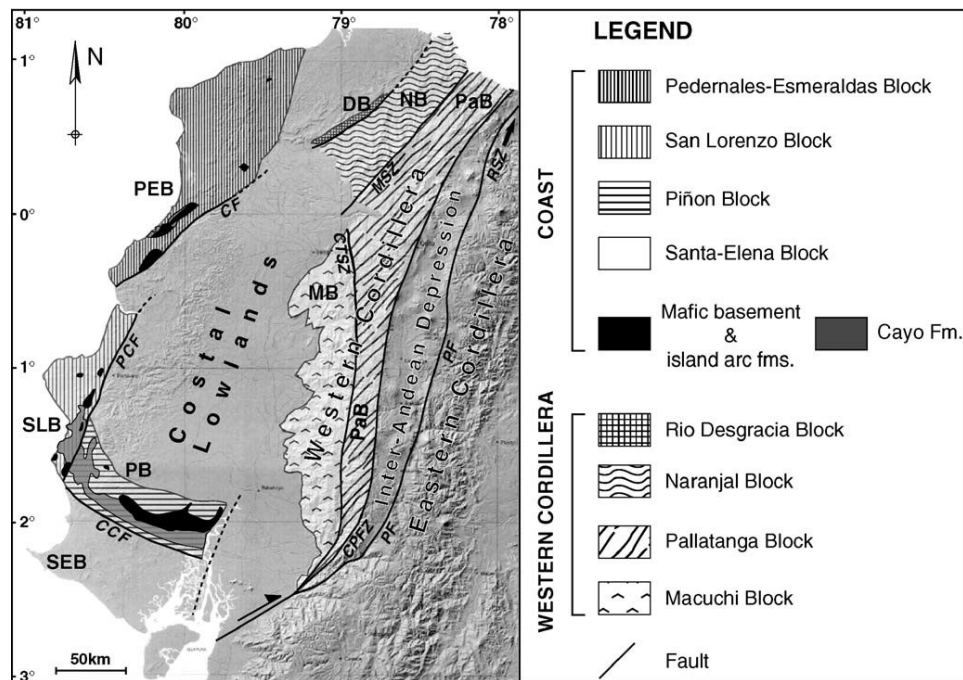 81°
80°
79°
78°
N
1°
DB
NB
PaB
MSZ
RSZ
PEB
CF
0°
CTSZ
MB
Western Cordillera
Costal
Lowlands
Inter-Andean Depression
PF
Eastern Cordillera
PCF
1°
SLB
PaB
PB
CCF
2°
CPFZ
PF
SEB
50km
3°
LEGEND
COAST
Pedernales-Esmeraldas Block
San Lorenzo Block
Piñon Block
Santa-Elena Block
Mafic basement
&
island arc fms.
Cayo Fm.
WESTERN CORDILLERA
Rio Desgracia Block
Naranjal Block
Pallatanga Block
Macuchi Block
Fault